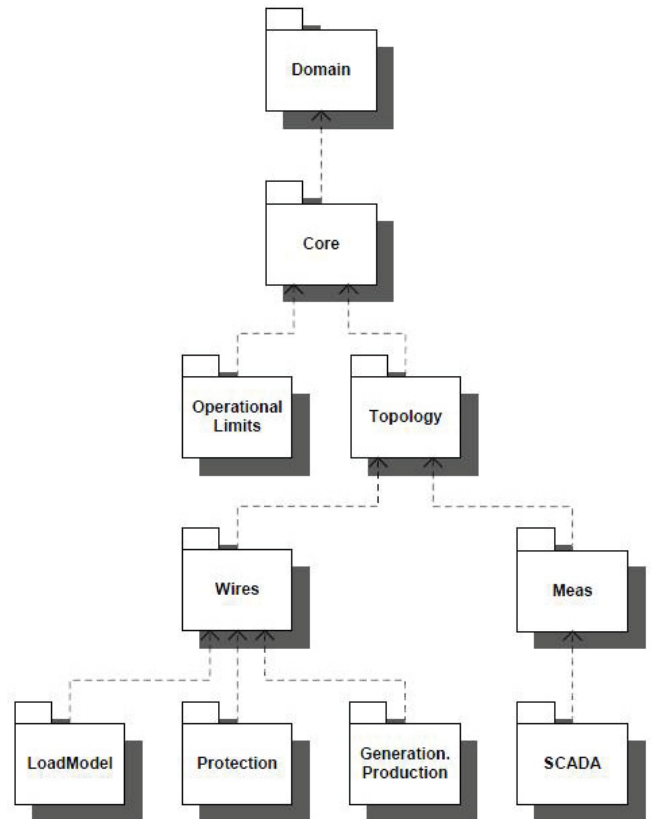 Domain
Core
Operational
Limits
Topology
Wires
Meas
LoadModel
Protection
Generation.
Production
SCADA